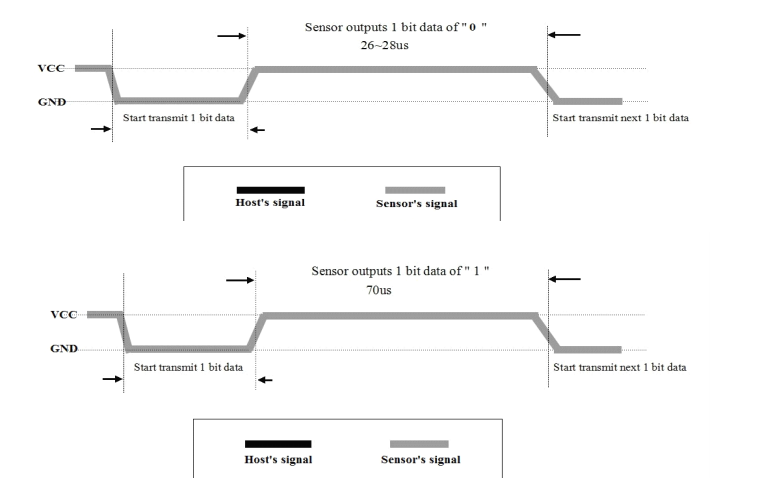 Sensor outputs 1 bit data of " 0 "
26~28us
VCC
GND
Start transmit 1 bit data
Start transmit next 1 bit data
Host's signal
Sensor's signal
Sensor outputs 1 bit data of " 1 "
70us
VCC
GND
Start transmit 1 bit data
Start transmit next 1 bit data
Host's signal
Sensor's signal